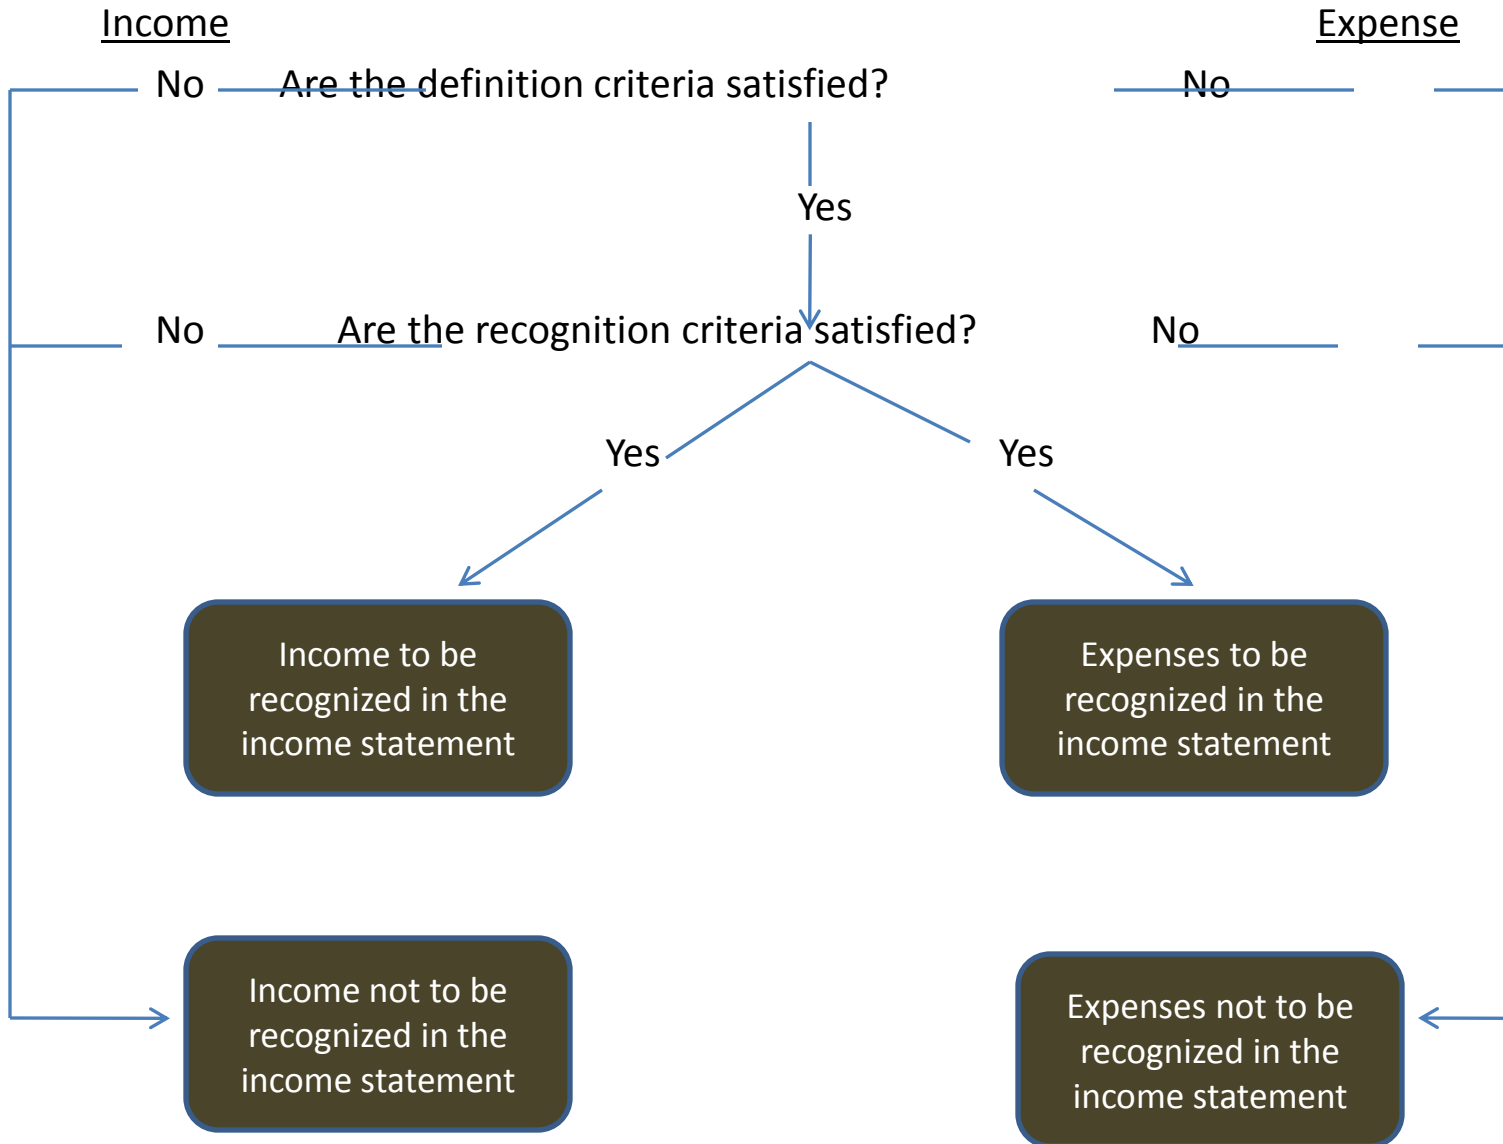 Income Expense
No Are the definition criteria satisfied? No
Yes
No Are the recognition criteria satisfied? No
Yes Yes
Income to be
recognized in the
income statement
Expenses to be
recognized in the
income statement
Income not to be
recognized in the
income statement
Expenses not to be
recognized in the
income statement